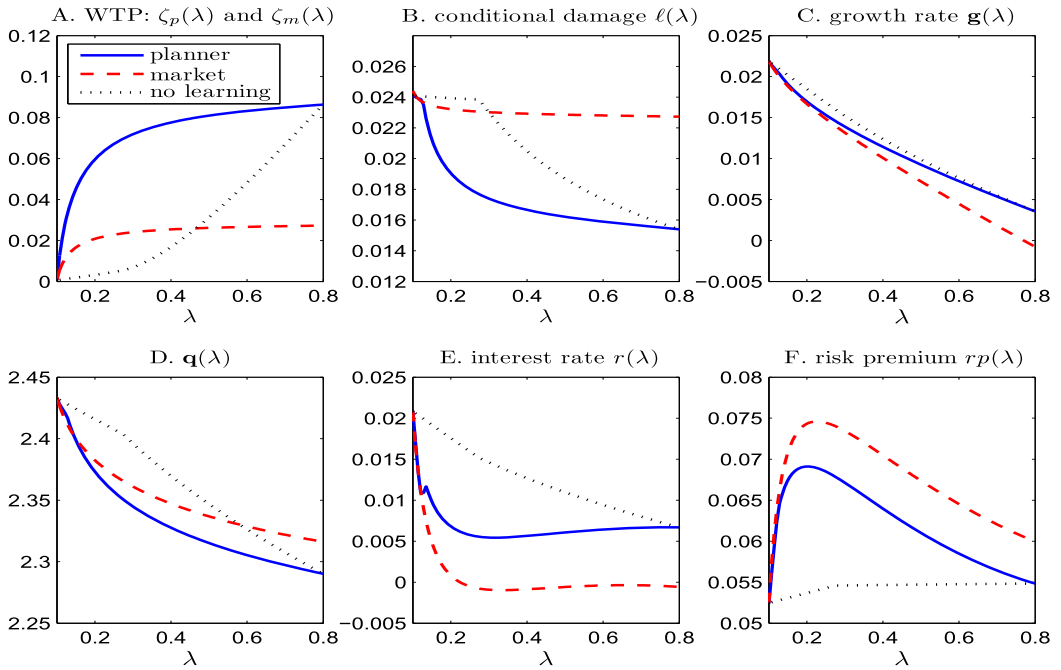 A. WTP: ζp(λ) and ζm(λ)
0.12
0.1
0.08
0.06
0.04
0.02
0
0.2 0.4 0.6 0.8
λ
planner
market
no learning
B. conditional damage ℓ(λ)
0.028
0.026
0.024
0.022
0.02
0.018
0.016
0.014
0.012
0.2 0.4 0.6 0.8
λ
C. growth rate g(λ)
0.025
0.02
0.015
0.01
0.005
0
−0.005
0.2 0.4 0.6 0.8
λ
D. q(λ)
2.45
2.4
2.35
2.3
2.25
0.2 0.4 0.6 0.8
λ
E. interest rate r(λ)
0.025
0.02
0.015
0.01
0.005
0
−0.005
0.2 0.4 0.6 0.8
λ
F. risk premium rp(λ)
0.08
0.075
0.07
0.065
0.06
0.055
0.05
0.2 0.4 0.6 0.8
λ